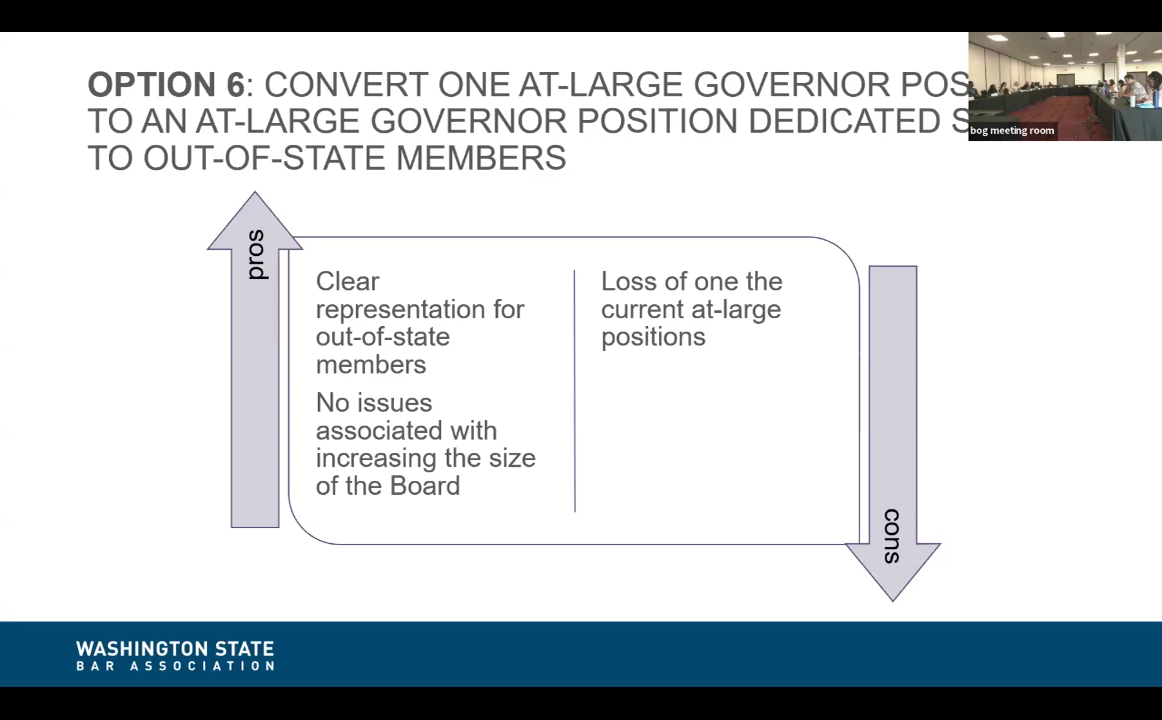 OPTION 6: CONVERT ONE AT-LARGE GOVERNOR POS
TO AN AT-LARGE GOVERNOR POSITION DEDICATED S
TO OUT-OF-STATE MEMBERS
bog meeting room
pros
Clear
representation for
out-of-state
members
No issues
associated with
increasing the size
of the Board
Loss of one the
current at-large
positions
cons
WASHINGTON STATE
BAR ASSOCIATION